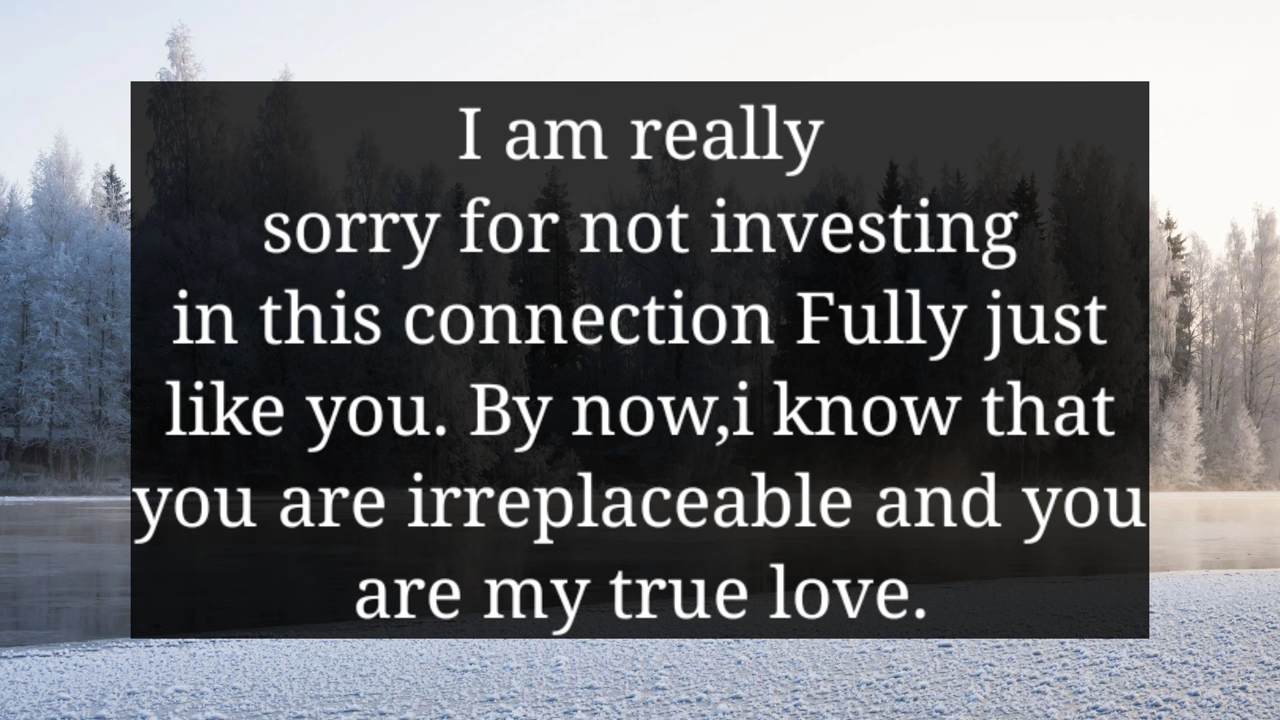 I am really
sorry for not investing
in this connection Fully just
like you. By now,i know that
you are irreplaceable and you
are my true love.